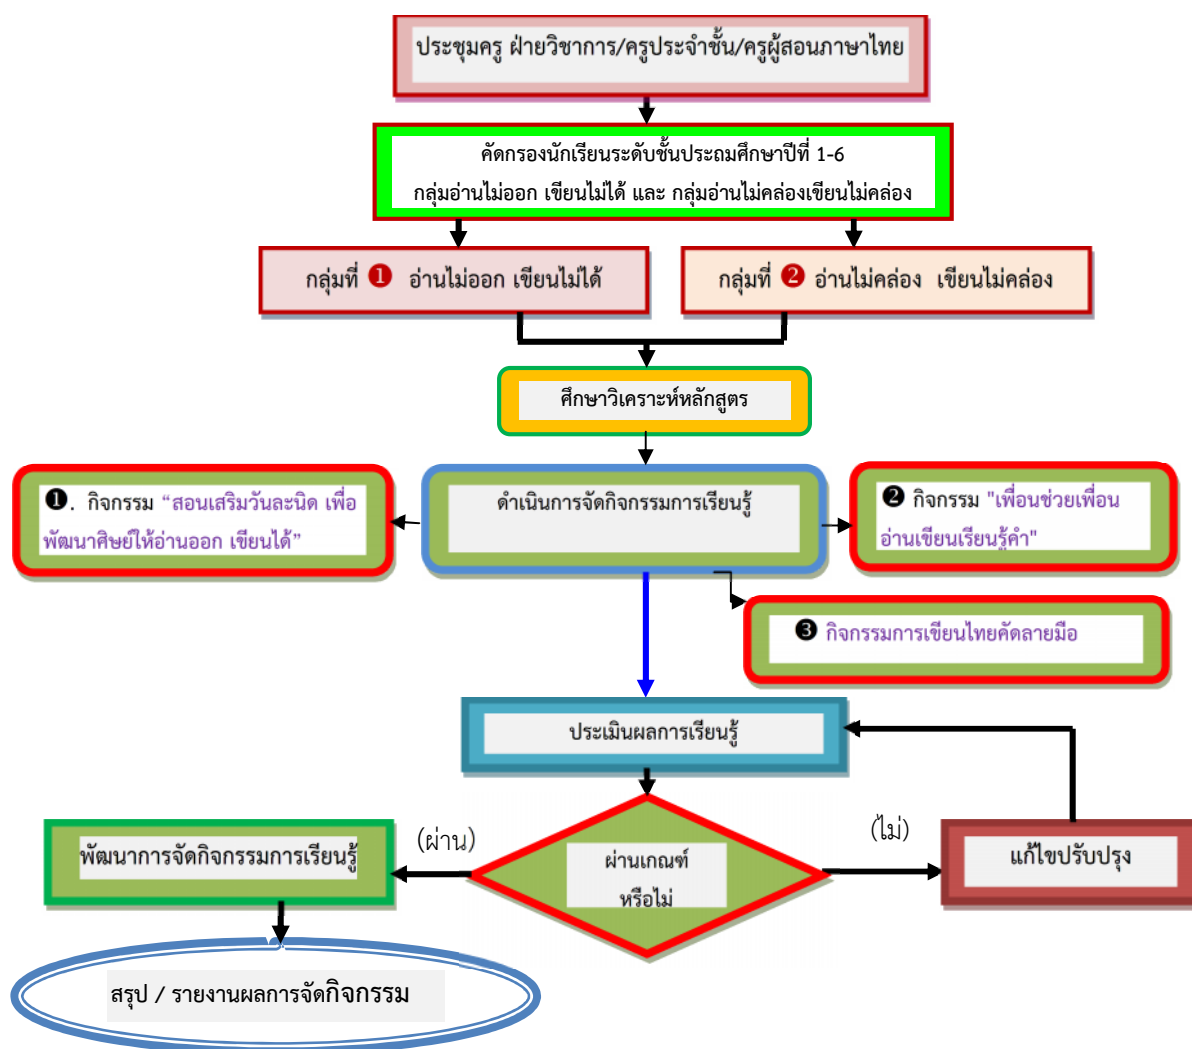 ประชุมครู ฝ่ายวิชาการ/ครูประจำชั้น/ครูผู้สอนภาษาไทย
คัดกรองนักเรียนระดับชั้นประถมศึกษาปีที่ 1-6
กลุ่มอ่านไม่ออก เขียนไม่ได้ และ กลุ่มอ่านไม่คล่องเขียนไม่คล่อง
กลุ่มที่ ❶ อ่านไม่ออก เขียนไม่ได้
กลุ่มที่ ❷ อ่านไม่คล่อง เขียนไม่คล่อง
ศึกษาวิเคราะห์หลักสูตร
❶. กิจกรรม “สอนเสริมวันละนิด เพื่อ
พัฒนาศิษย์ให้อ่านออก เขียนได้”
ดำเนินการจัดกิจกรรมการเรียนรู้
❷ กิจกรรม "เพื่อนช่วยเพื่อน
อ่านเขียนเรียนรู้คำ"
❸ กิจกรรมการเขียนไทยคัดลายมือ
ประเมินผลการเรียนรู้
(ผ่าน)
(ไม่)
พัฒนาการจัดกิจกรรมการเรียนรู้
ผ่านเกณฑ์
หรือไม่
แก้ไขปรับปรุง
สรุป / รายงานผลการจัดกิจกรรม